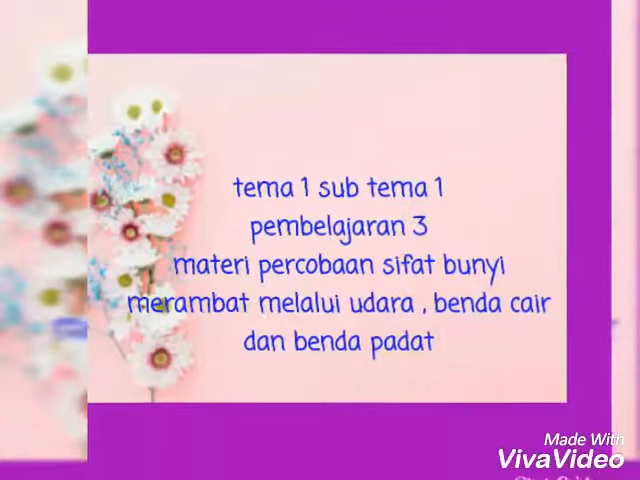 tema 1 sub tema 1
pembelajaran 3
materi percobaan sifat bunyi
merambat melalui udara , benda cair
dan benda padat
Made With
VivaVideo